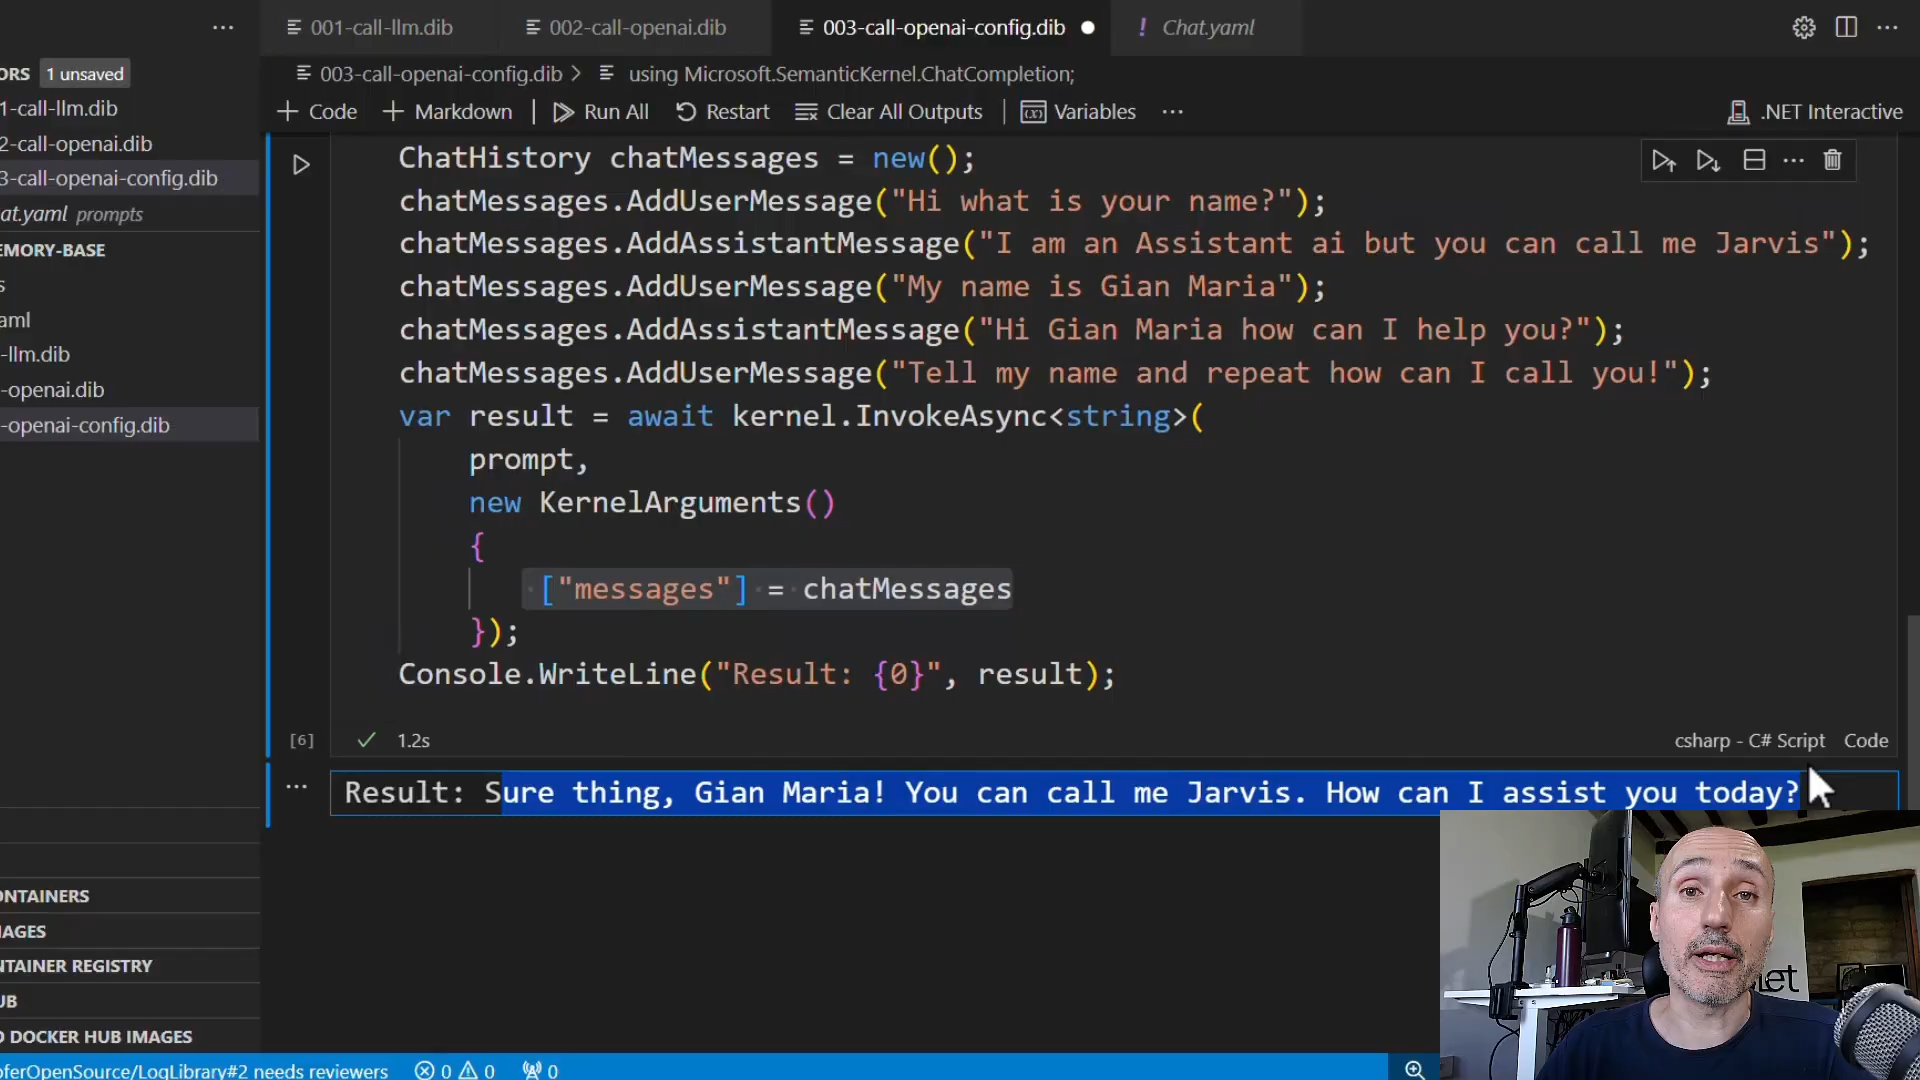 001-call-llm.dib
002-call-openai.dib
003-call-openai-config.dib
! Chat.yaml
ORS 1 unsaved
1-call-llm.dib
2-call-openai.dib
3-call-openai-config.dib
at.yaml prompts
EMORY-BASE
s
aml
-llm.dib
-openai.dib
-openai-config.dib
ONTAINERS
AGES
NTAINER REGISTRY
UB
D DOCKER HUB IMAGES
003-call-openai-config.dib > using Microsoft.SemanticKernel.ChatCompletion;
+ Code + Markdown | Run All Restart Clear All Outputs | Variables ... .NET Interactive
ChatHistory chatMessages = new();
chatMessages.AddUserMessage("Hi what is your name?");
chatMessages.AddAssistantMessage("I am an Assistant ai but you can call me Jarvis");
chatMessages.AddUserMessage("My name is Gian Maria");
chatMessages.AddAssistantMessage("Hi Gian Maria how can I help you?");
chatMessages.AddUserMessage("Tell my name and repeat how can I call you!");
var result = await kernel.InvokeAsync<string>(
prompt,
new KernelArguments()
{
["messages"] = chatMessages
});
Console.WriteLine("Result: {0}", result);
[6] ✓ 1.2s
csharp - C# Script Code
Result: Sure thing, Gian Maria! You can call me Jarvis. How can I assist you today?
oferOpenSource/LogLibrary#2 needs reviewers 0 0 0